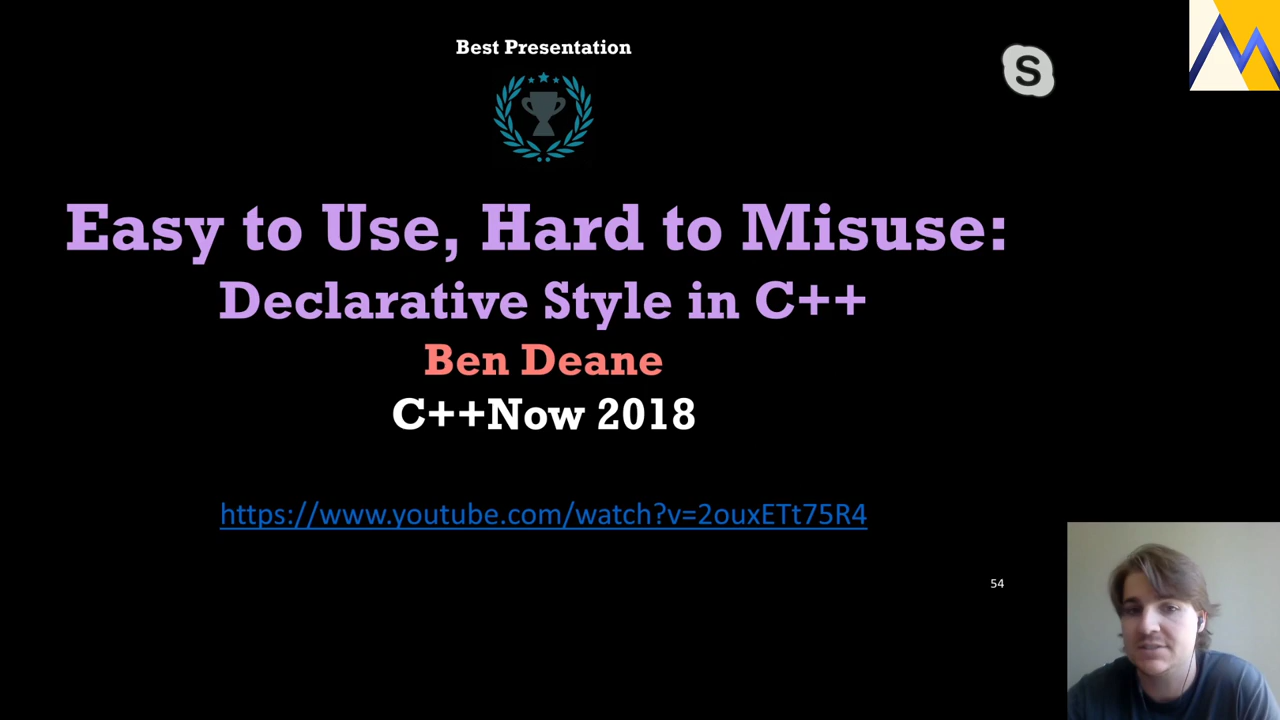 Best Presentation
S
Easy to Use, Hard to Misuse:
Declarative Style in C++
Ben Deane
C++Now 2018
https://www.youtube.com/watch?v=2ouxETt75R4
54